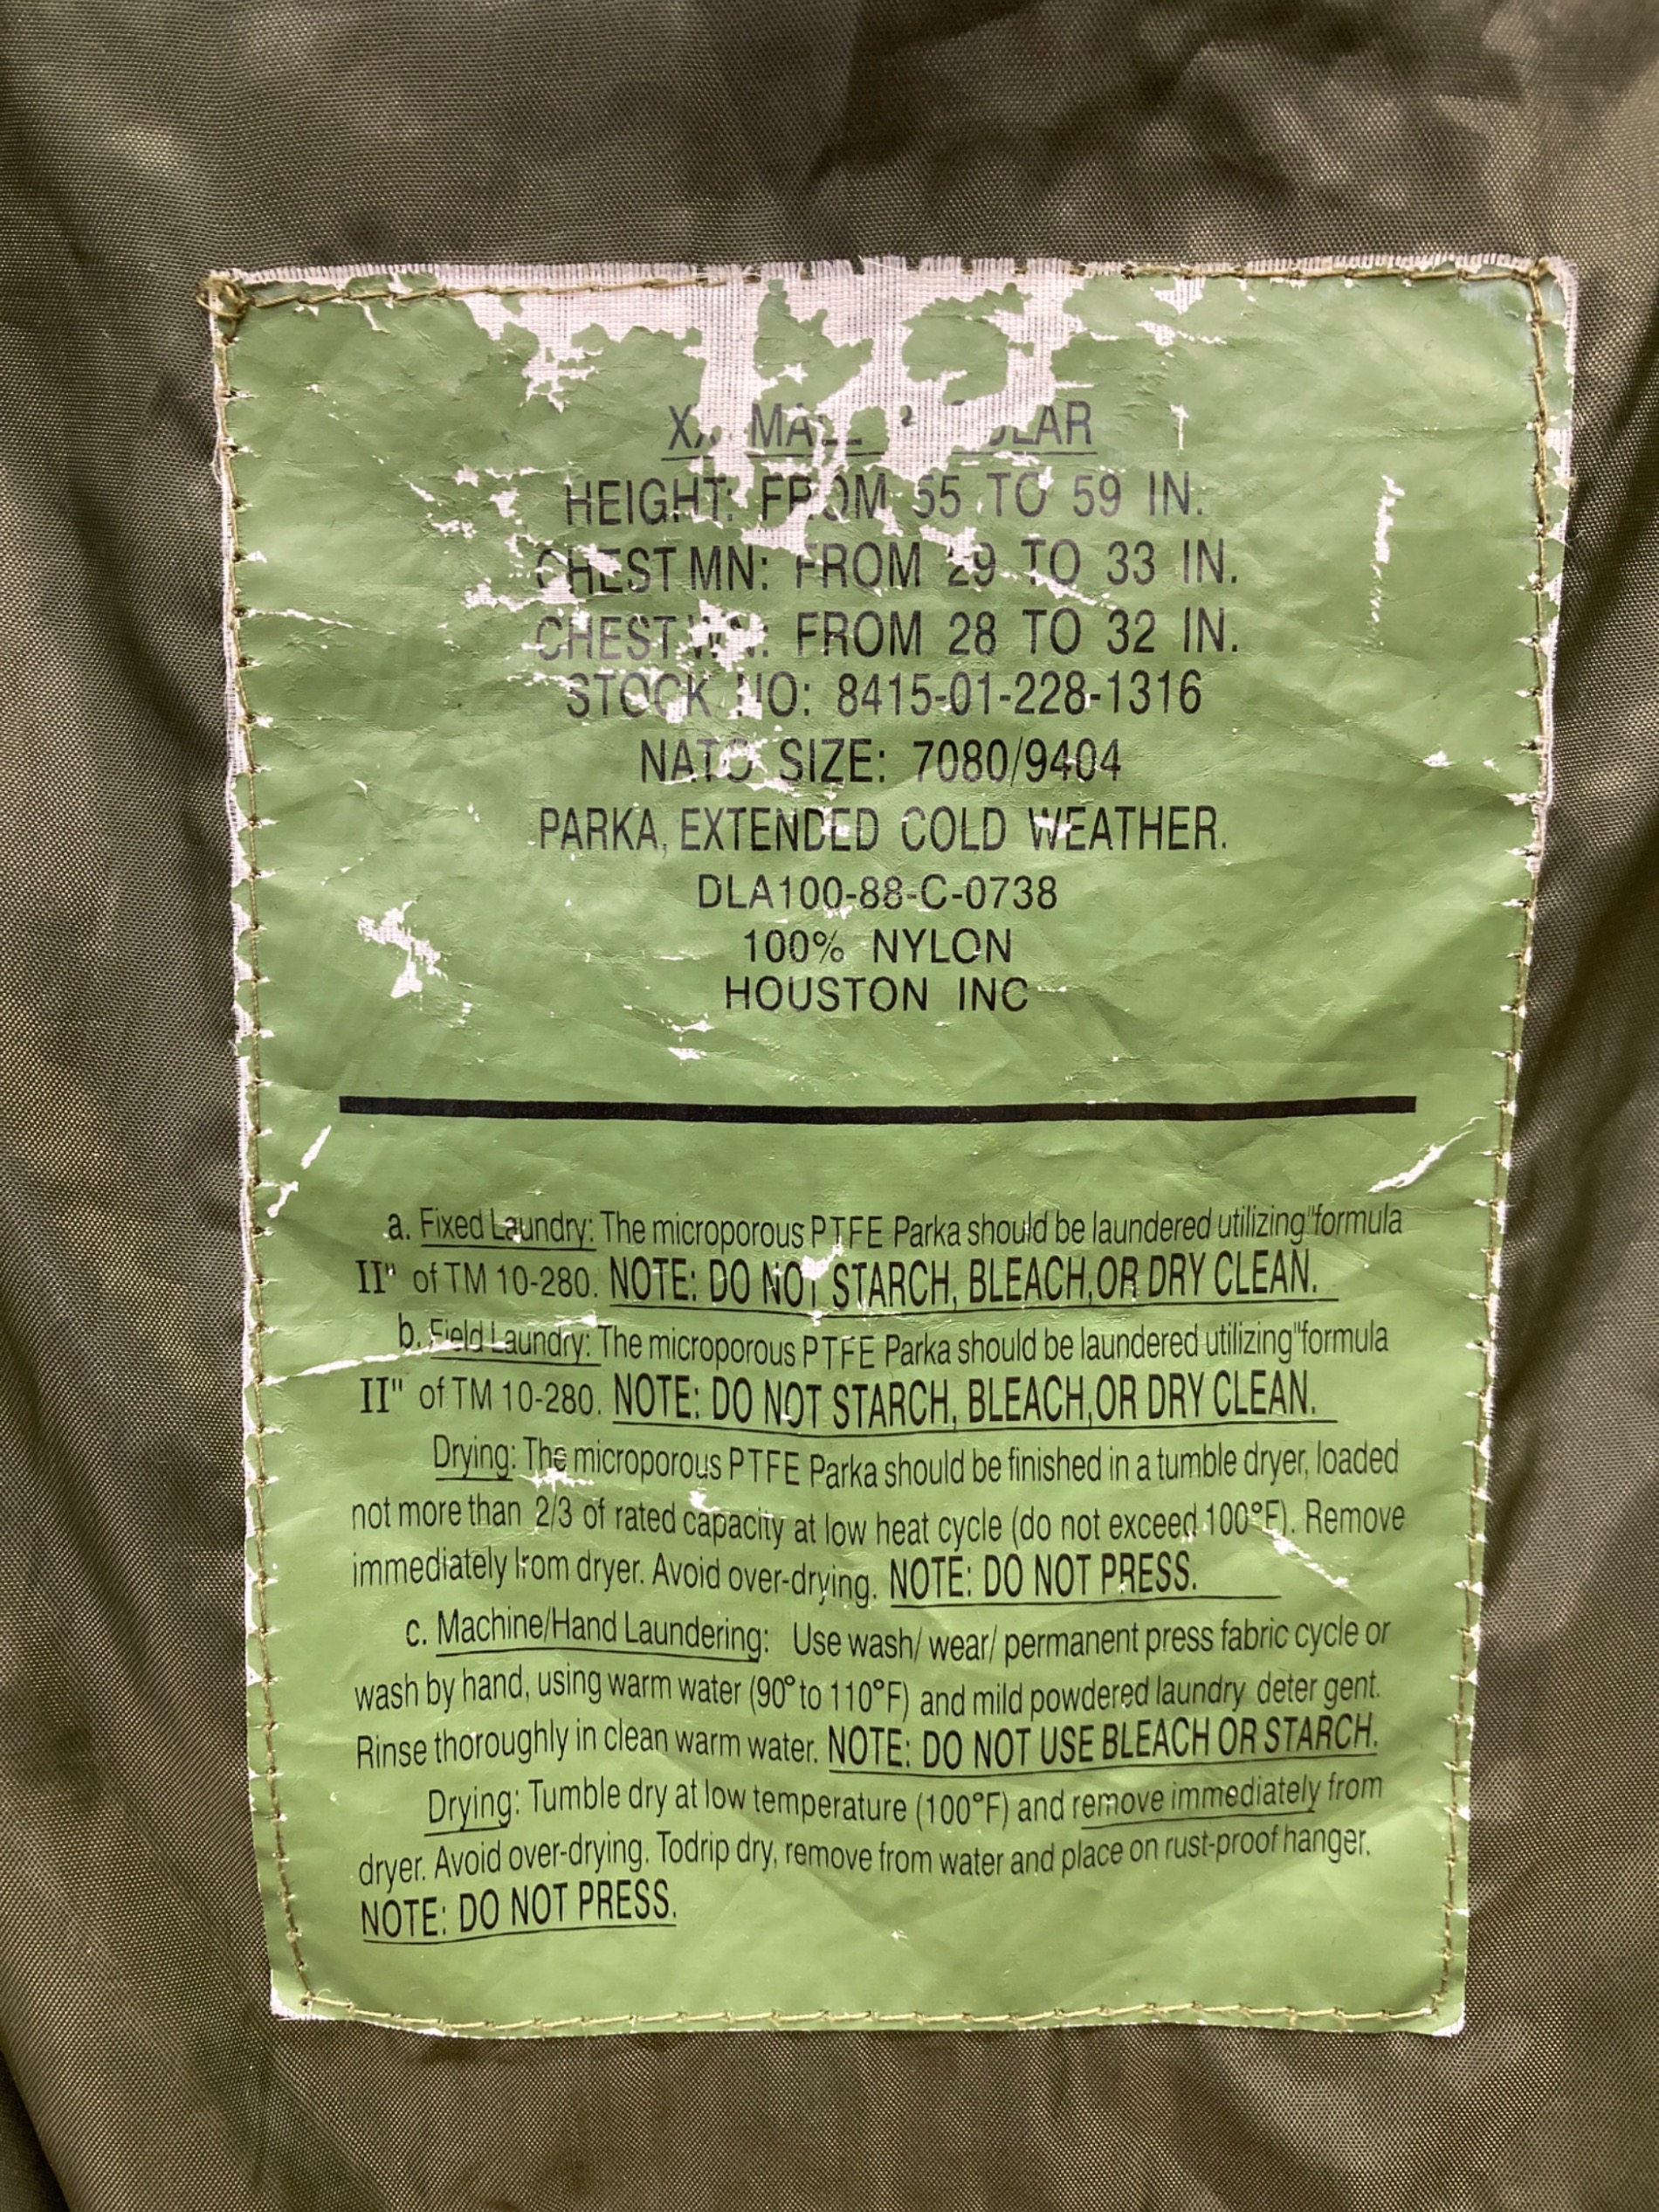 HEIGHT: FROM 55 TO 59 IN.
CHEST MN: FROM 29 TO 33 IN.
CHEST FROM 28 TO 32 IN.
STOCK NO: 8415-01-228-1316
NATO SIZE: 7080/9404
PARKA, EXTENDED COLD WEATHER.
DLA100-88-C-0738
100% NYLON
HOUSTON INC
a. Fixed Laundry: The microporous PTFE Parka should be laundered utilizing "formula
II" of TM 10-280. NOTE: DO NOT STARCH, BLEACH, OR DRY CLEAN.
b. Field Laundry: The microporous PTFE Parka should be laundered utilizing "formula
II" of TM 10-280. NOTE: DO NOT STARCH, BLEACH, OR DRY CLEAN.
Drying: The microporous PTFE Parka should be finished in a tumble dryer, loaded
not more than 2/3 of rated capacity at low heat cycle (do not exceed 100°F). Remove
immediately from dryer. Avoid over-drying. NOTE: DO NOT PRESS.
c. Machine/Hand Laundering: Use wash/ wear/ permanent press fabric cycle or
wash by hand, using warm water (90° to 110°F) and mild powdered laundry deter gent.
Rinse thoroughly in clean warm water. NOTE: DO NOT USE BLEACH OR STARCH.
Drying: Tumble dry at low temperature (100°F) and remove immediately from
dryer. Avoid over-drying. Todrip dry, remove from water and place on rust-proof hanger.
NOTE: DO NOT PRESS.